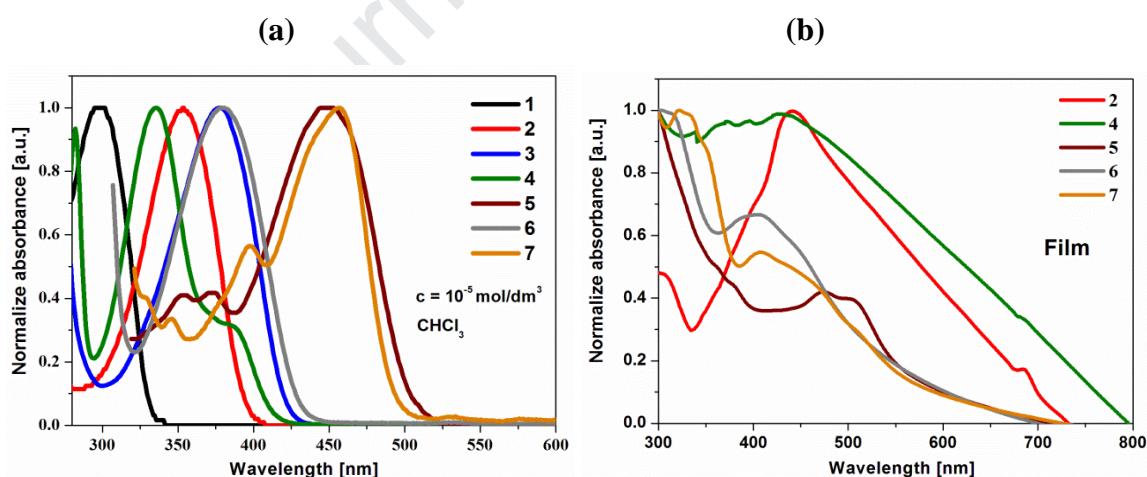 (a)
(b)
urn
Normalize absorbance [a.u.]
1.0
0.8
0.6
0.4
0.2
0.0
300 350 400 450 500 550 600
Wavelength [nm]
1
2
3
4
5
6
7
c = 10⁻⁵ mol/dm³
CHCl₃
Normalize absorbance [a.u.]
1.0
0.8
0.6
0.4
0.2
0.0
300 400 500 600 700 800
Wavelength [nm]
2
4
5
6
7
Film